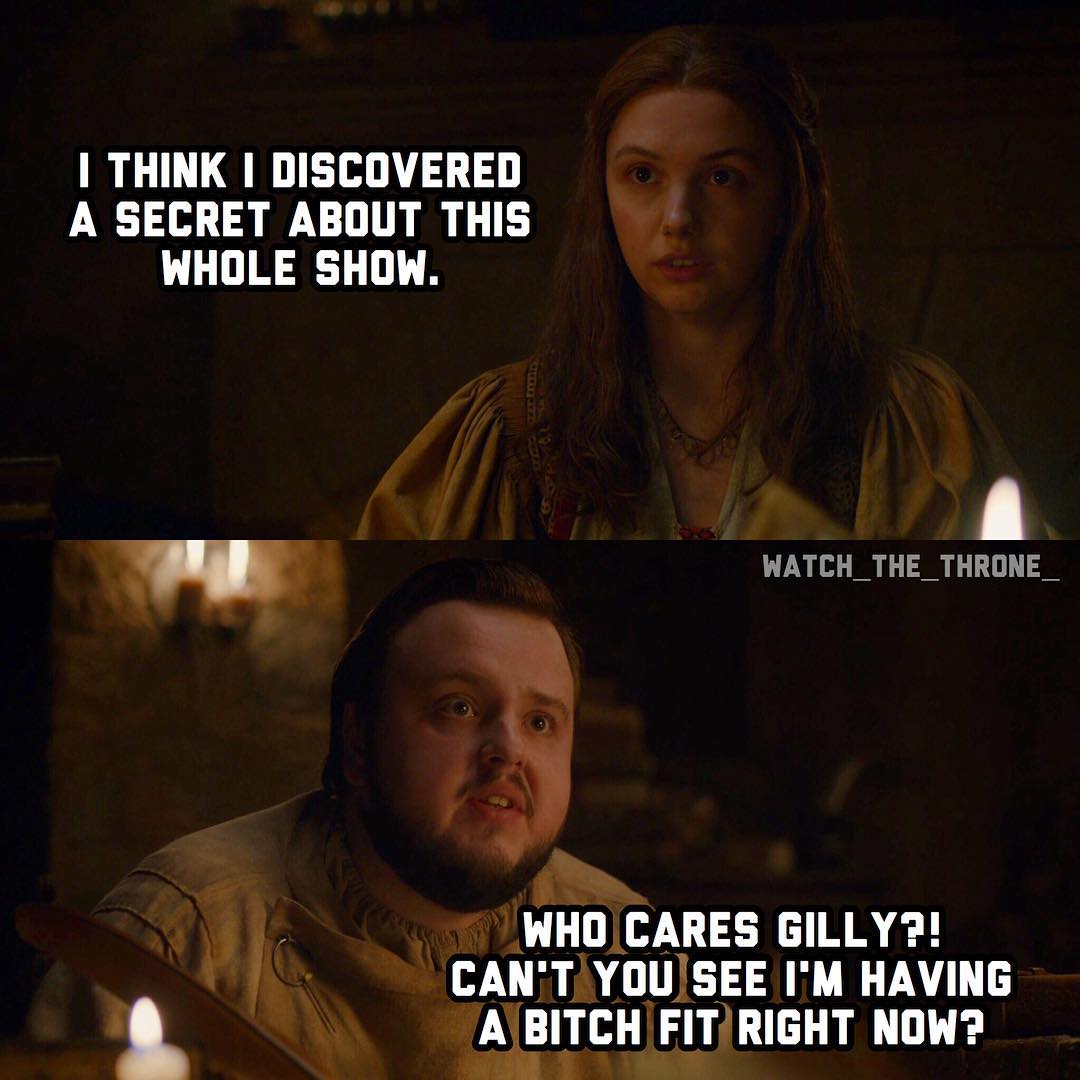 I THINK I DISCOVERED
A SECRET ABOUT THIS
WHOLE SHOW.
WATCH_THE_THRONE_
WHO CARES GILLY?!
CAN'T YOU SEE I'M HAVING
A BITCH FIT RIGHT NOW?